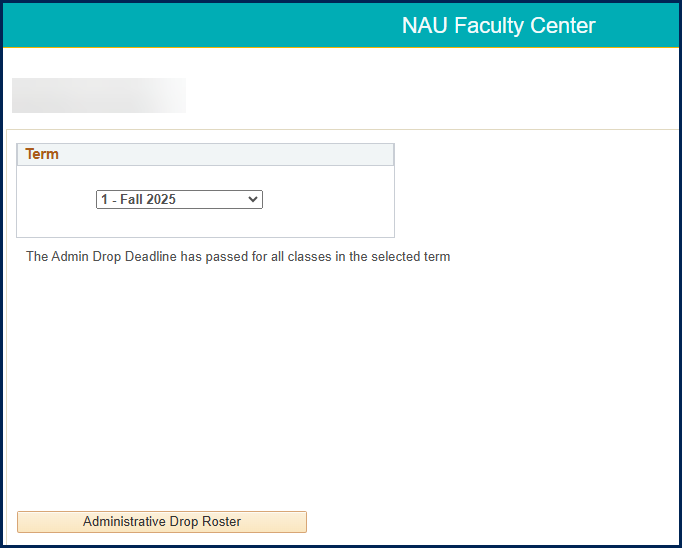 NAU Faculty Center
Term
1 - Fall 2025
The Admin Drop Deadline has passed for all classes in the selected term
Administrative Drop Roster